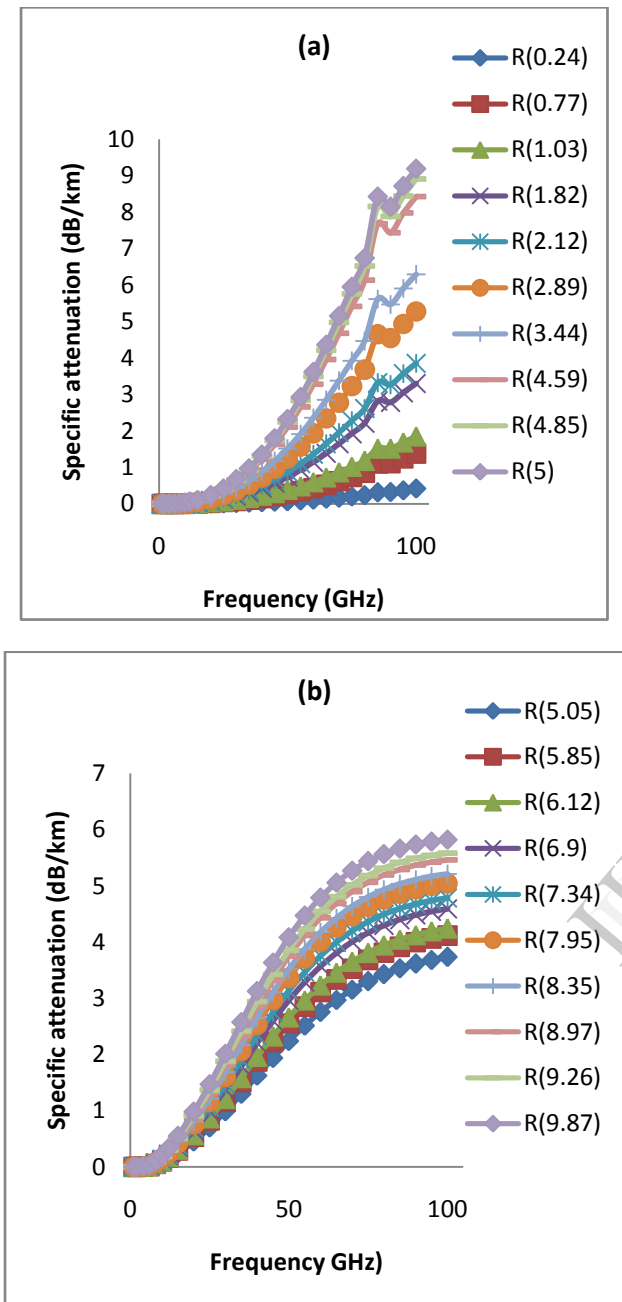 (a)
R(0.24)
R(0.77)
R(1.03)
R(1.82)
R(2.12)
R(2.89)
R(3.44)
R(4.59)
R(4.85)
R(5)
10
9
8
7
6
5
4
3
2
1
0
Specific attenuation (dB/km)
0 100
Frequency (GHz)
(b)
R(5.05)
R(5.85)
R(6.12)
R(6.9)
R(7.34)
R(7.95)
R(8.35)
R(8.97)
R(9.26)
R(9.87)
7
6
5
4
3
2
1
0
Specific attenuation (dB/km)
0 50 100
Frequency GHz)